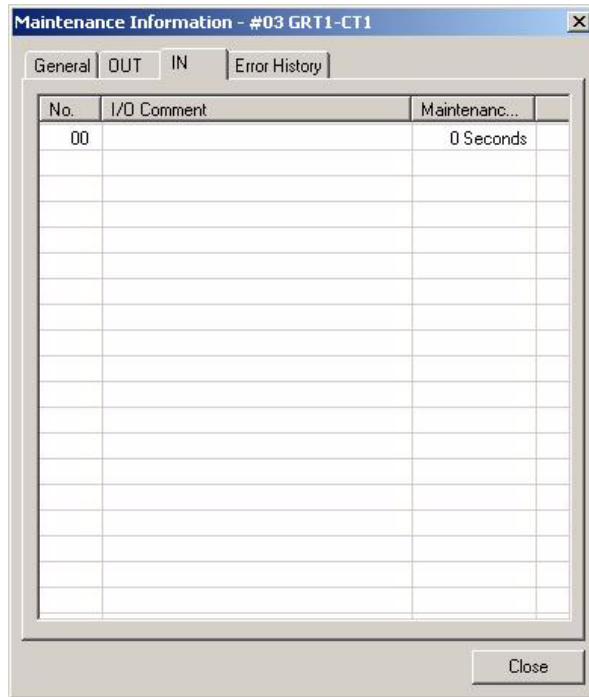 Maintenance Information - #03 GRT1-CT1
General OUT IN Error History
No. I/O Comment Maintenanc...
00 0 Seconds
Close